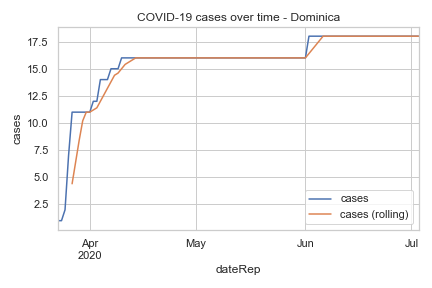 COVID-19 cases over time - Dominica
cases
17.5
15.0
12.5
10.0
7.5
5.0
2.5
cases
cases (rolling)
Apr
2020
May
Jun
Jul
dateRep